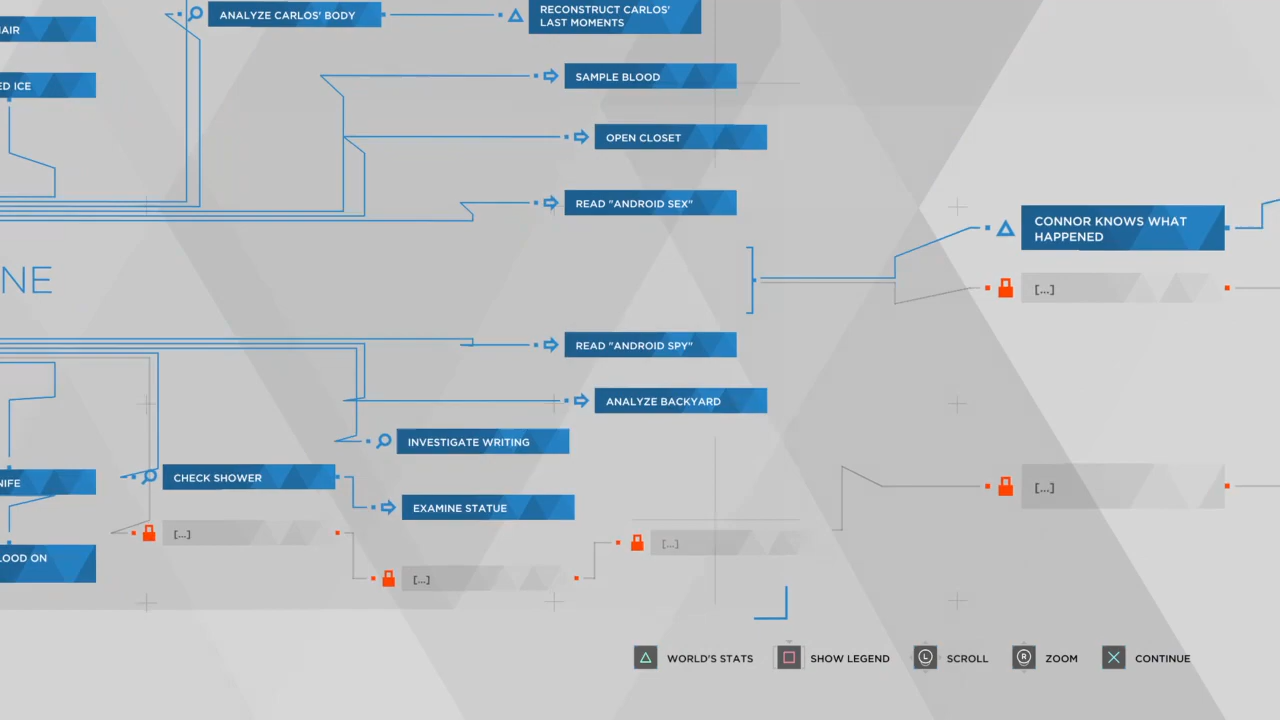 ANALYZE CARLOS' BODY
RECONSTRUCT CARLOS'
LAST MOMENTS
AIR
SAMPLE BLOOD
ED ICE
OPEN CLOSET
READ "ANDROID SEX"
CONNOR KNOWS WHAT
HAPPENED
NE
[...]
READ "ANDROID SPY"
ANALYZE BACKYARD
INVESTIGATE WRITING
CHECK SHOWER
NIFE
[...]
EXAMINE STATUE
[...]
[...]
LOOD ON
[...]
WORLD'S STATS
SHOW LEGEND
L
SCROLL
R
ZOOM
CONTINUE